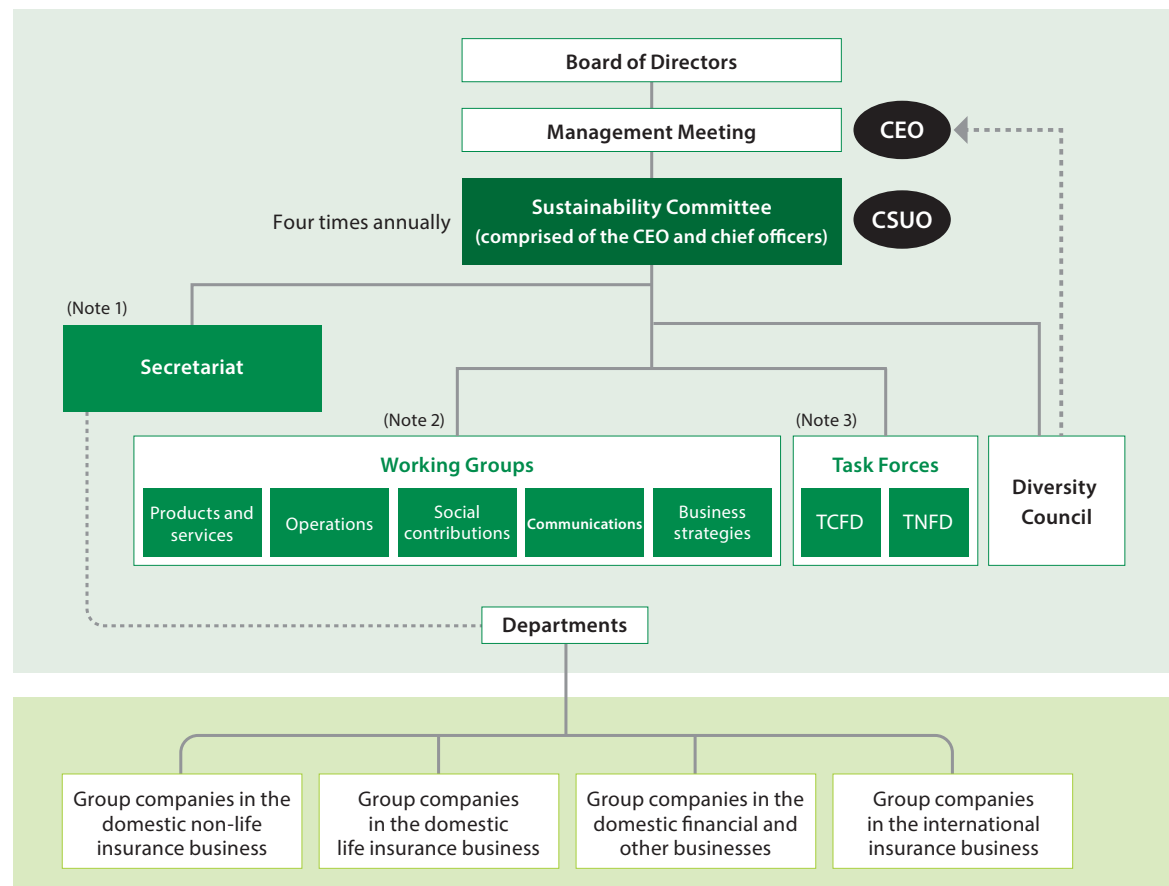 Board of Directors
Management Meeting
CEO
Four times annually
Sustainability Committee
(comprised of the CEO and chief officers)
CSUO
(Note 1)
Secretariat
(Note 2)
Working Groups
Products and
services
Operations
Social
contributions
Communications
Business
strategies
(Note 3)
Task Forces
TCFD
TNFD
Diversity
Council
Departments
Group companies in the
domestic non-life
insurance business
Group companies
in the domestic
life insurance business
Group companies in the
domestic financial and
other businesses
Group companies
in the international
insurance business